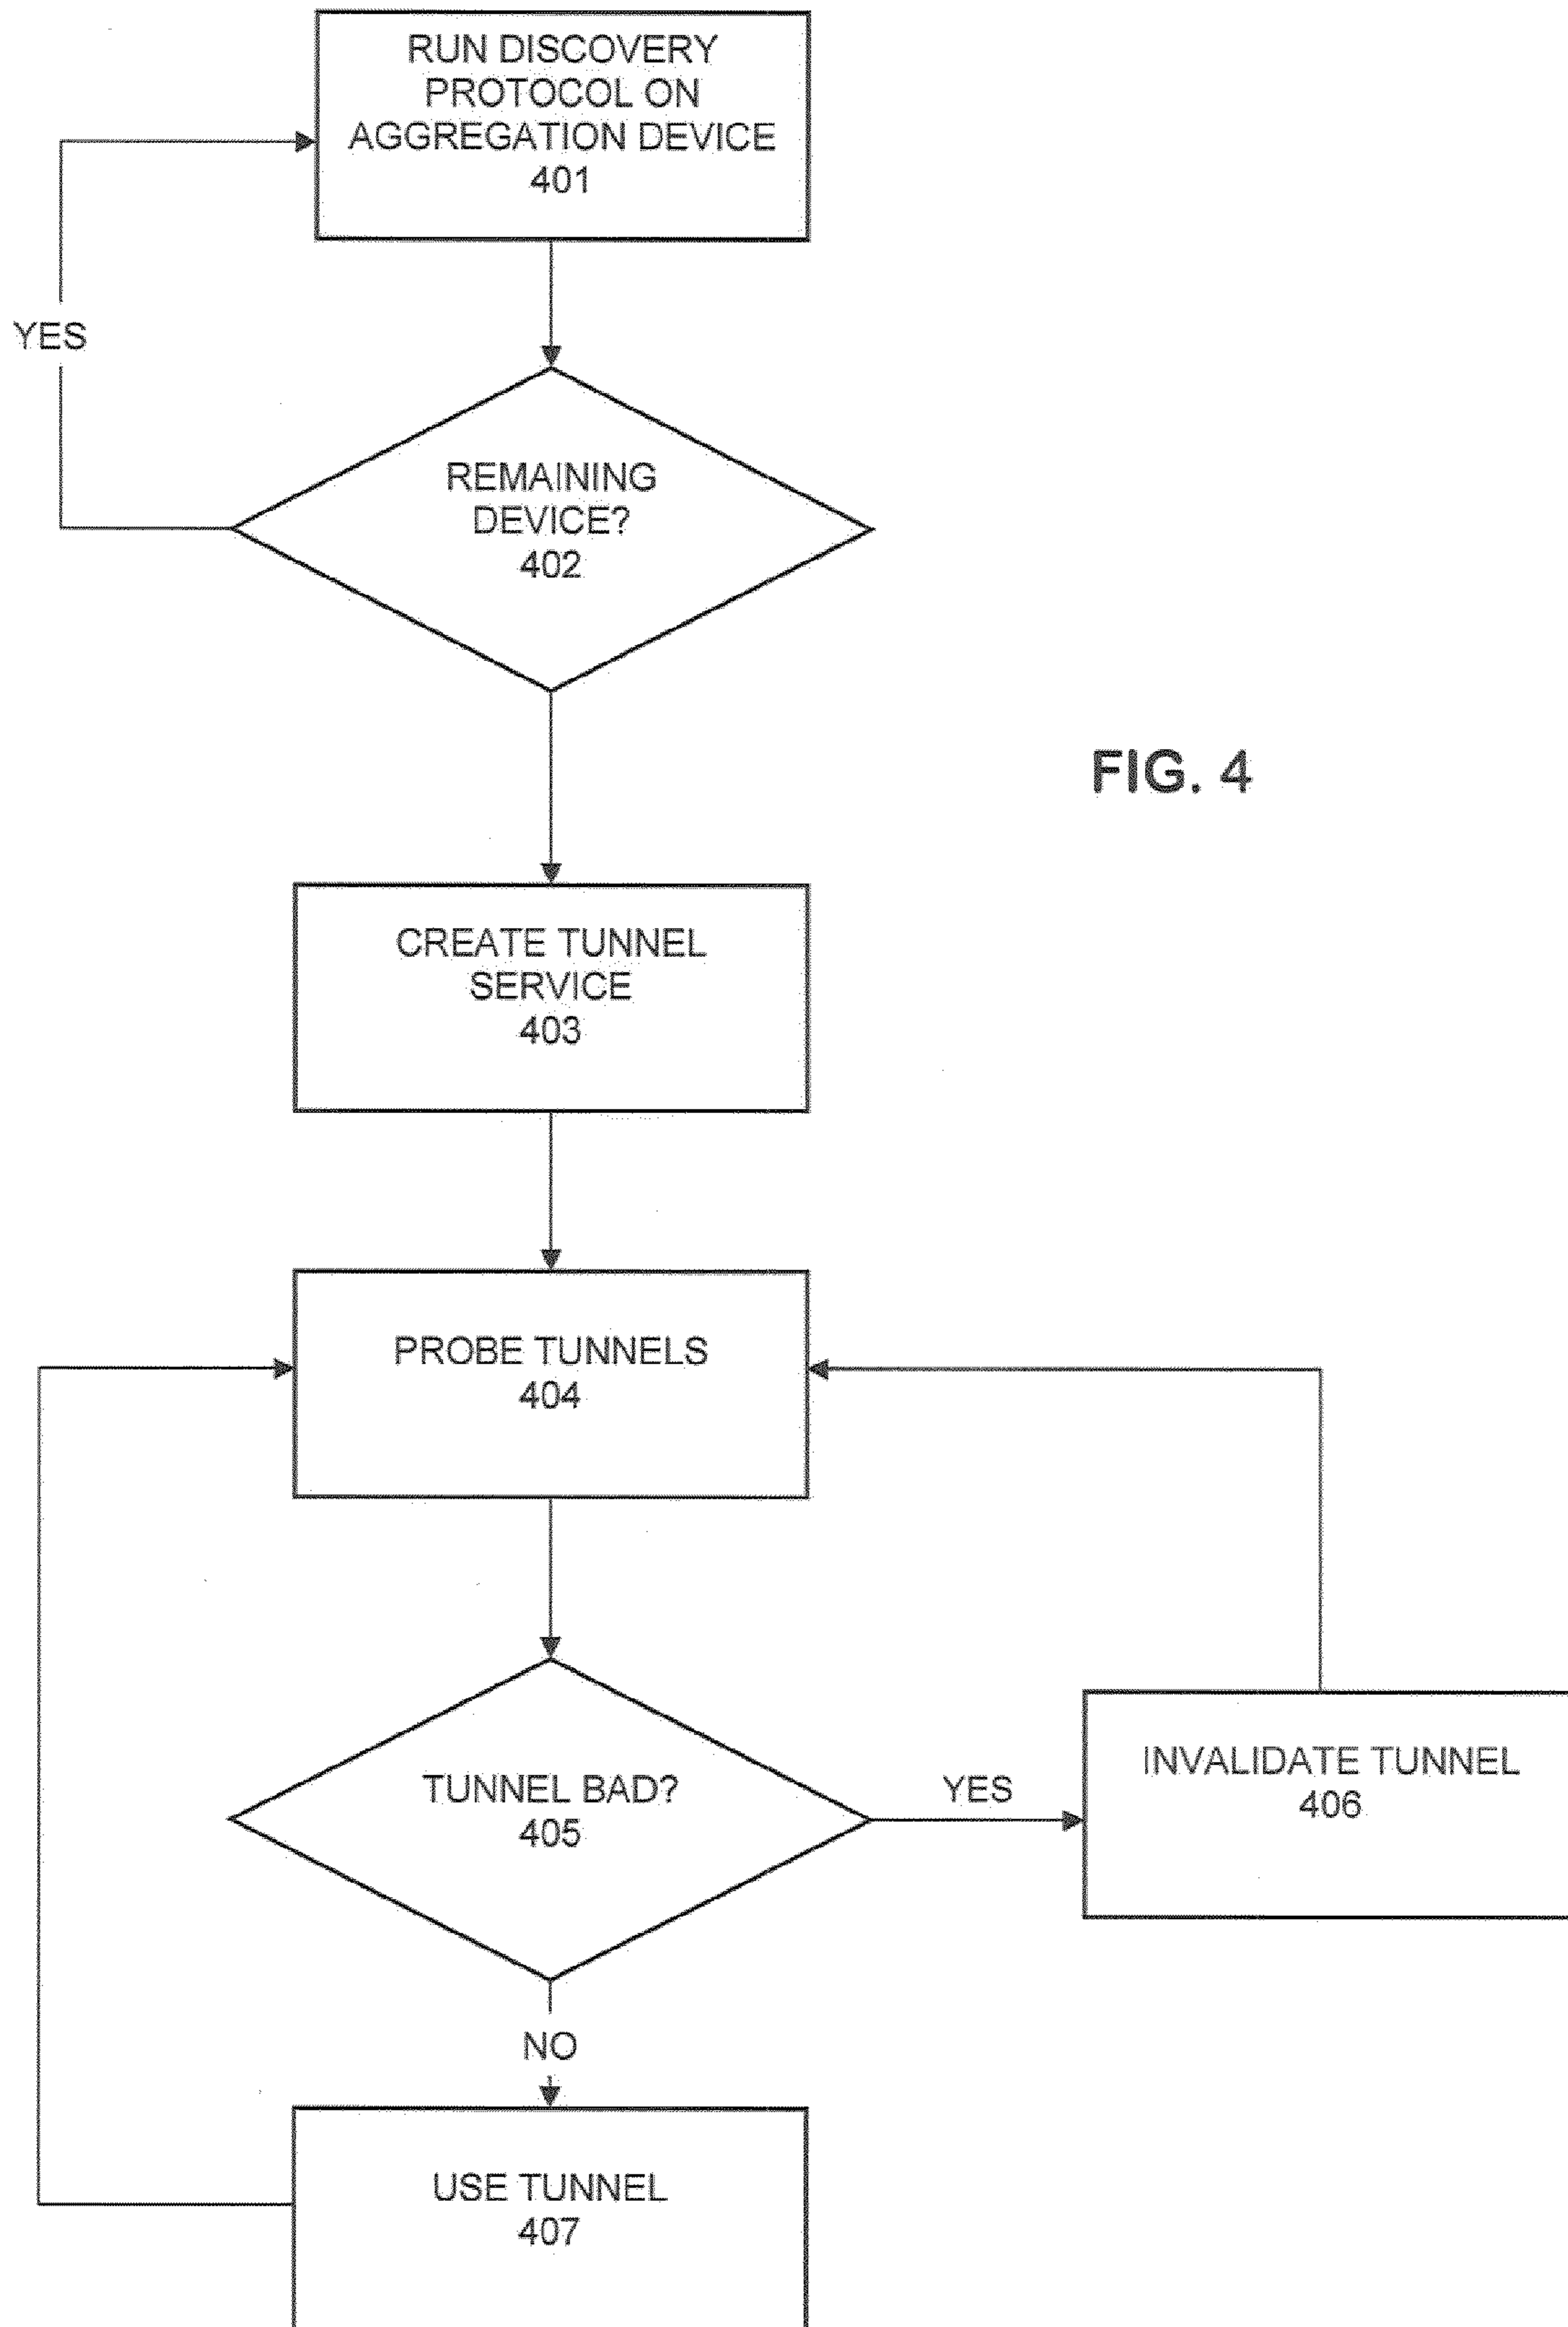 RUN DISCOVERY
PROTOCOL ON
AGGREGATION DEVICE
401
YES
REMAINING
DEVICE?
402
FIG. 4
CREATE TUNNEL
SERVICE
403
PROBE TUNNELS
404
TUNNEL BAD?
405
YES
INVALIDATE TUNNEL
406
NO
USE TUNNEL
407